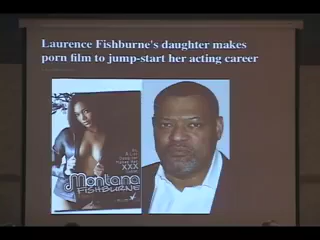 Laurence Fishburne's daughter makes
porn film to jump-start her acting career
XXX
Montana
FISHBURNE